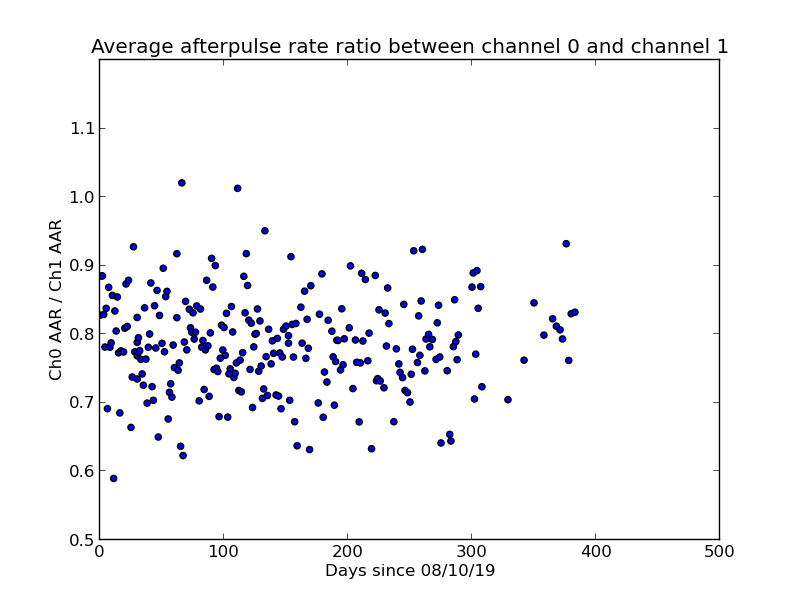 Average afterpulse rate ratio between channel 0 and channel 1
1.1
1.0
0.9
0.8
0.7
0.6
0.5
Ch0 AAR / Ch1 AAR
0 100 200 300 400 500
Days since 08/10/19